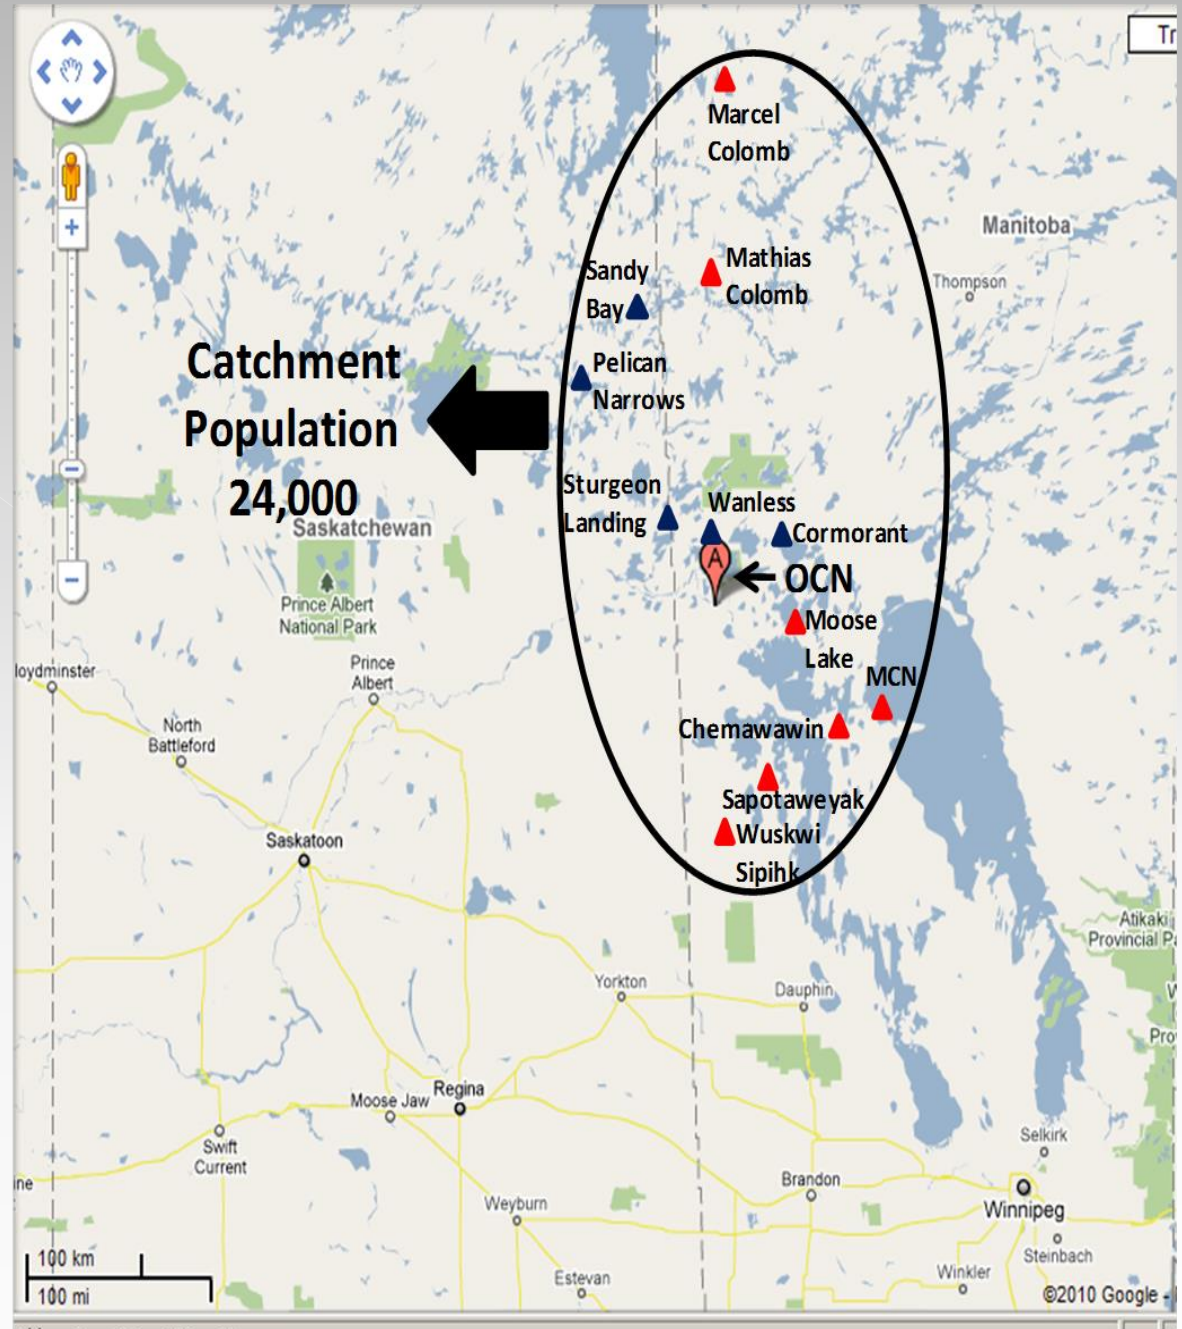 Tr
Marcel
Colomb
Manitoba
Mathias
Colomb
Sandy
Bay
Thompson
Catchment
Population
24,000
Pelican
Narrows
Sturgeon
Landing
Wanless
Cormorant
Saskatchewan
A
OCN
Prince Albert
National Park
Moose
Lake
MCN
loydminster
Prince
Albert
North
Battleford
Chemawawin
Sapotaweyak
Wuskwi
Sipihk
Saskatoon
Atikaki
Provincial Pa
Yorkton
Dauphin
W
Pro
Moose Jaw
Regina
Swift
Current
Selkirk
ine
Brandon
Weyburn
Winnipeg
Steinbach
100 km
100 mi
Estevan
Winkler
©2010 Google -